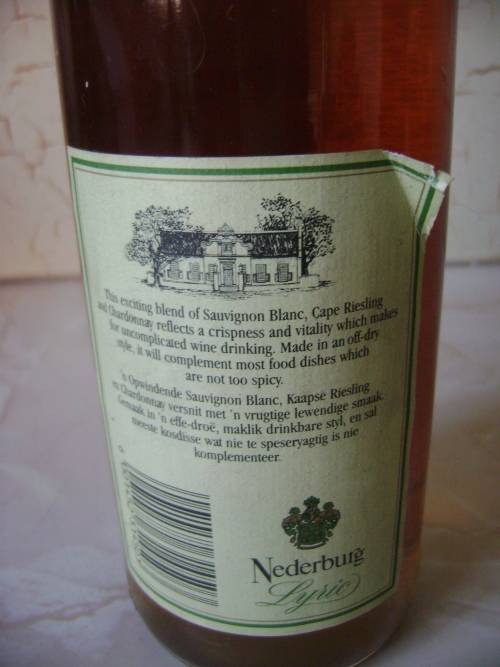 This exciting blend of Sauvignon Blanc, Cape Riesling
and Chardonnay reflects a crispness and vitality which makes
for uncomplicated wine drinking. Made in an off-dry
style, it will complement most food dishes which
are not too spicy.
'n Opwindende Sauvignon Blanc, Kaapse Riesling
en Chardonnay versnit met 'n vrugtige lewendige smaak.
Gemaak in 'n effe-droë, maklik drinkbare styl, en sal
meeste kosdisse wat nie te speseryagtig is nie
komplementeer.
Nederburg
Lyric